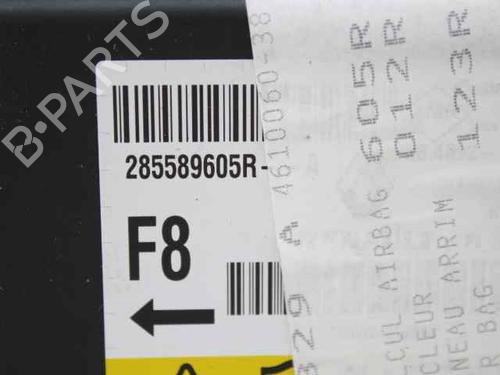 B-PARTS
285589605R-
F8
329 A 4610060-38
CUL AIRBAG 605R
CLEUR 012R
NEAU ARRIM
R BAG 123R